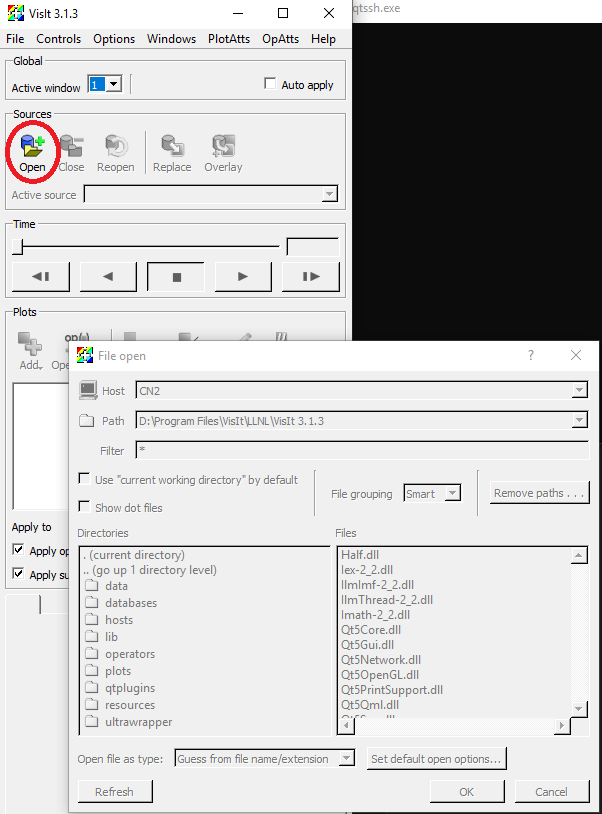 VisIt 3.1.3
qtssh.exe
File Controls Options Windows PlotAtts OpAtts Help
Global
Active window 1 Auto apply
Sources
Open Close Reopen Replace Overlay
Active source
Time
Plots
op(
Add Ope
File open ?
Host CN2
Path D:\Program Files\VisIt\LLNL\VisIt 3.1.3
Filter *
Use "current working directory" by default
File grouping Smart Remove paths . . .
Show dot files
Directories Files
. (current directory) Half.dll
.. (go up 1 directory level) Iex-2_2.dll
data IlmImf-2_2.dll
databases IlmThread-2_2.dll
hosts Imath-2_2.dll
lib Qt5Core.dll
operators Qt5Gui.dll
plots Qt5Network.dll
qtplugins Qt5OpenGL.dll
resources Qt5PrintSupport.dll
ultrawrapper Qt5Qml.dll
Apply to
Apply op
Apply su
Open file as type: Guess from file name/extension Set default open options...
Refresh OK Cancel